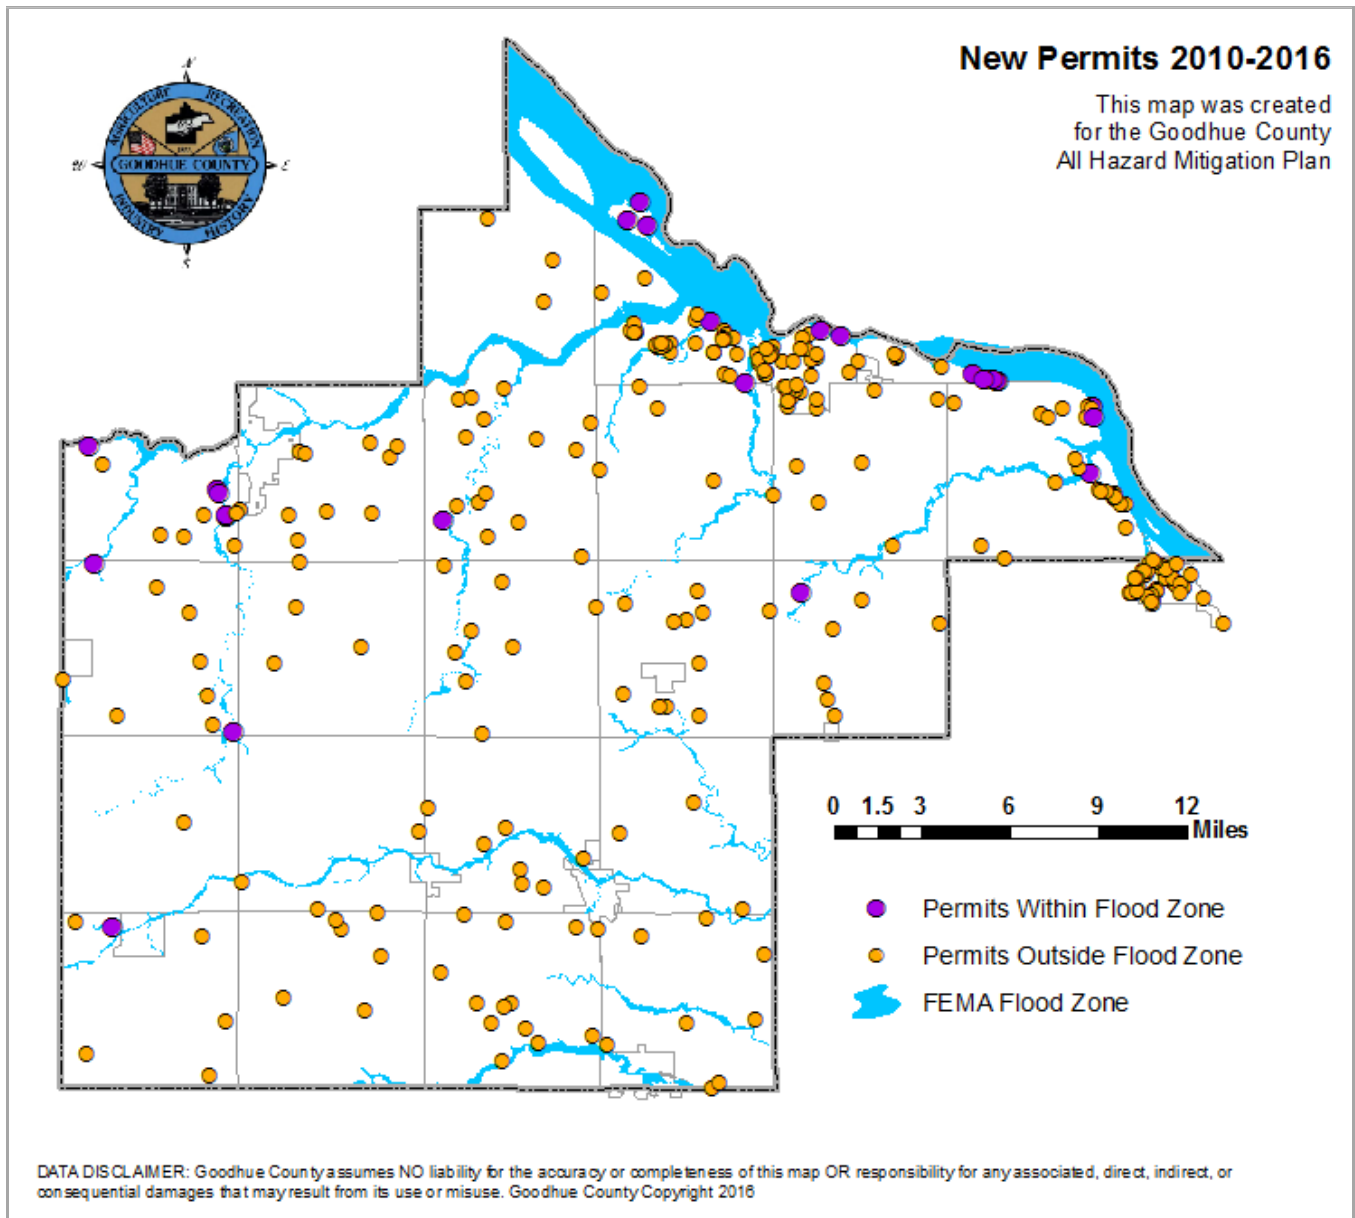 New Permits 2010-2016
This map was created
for the Goodhue County
All Hazard Mitigation Plan
N
AGRICULTURE RECREATION
W GOODHUE COUNTY E
INDUSTRY HISTORY
S
0 1.5 3 6 9 12
Miles
Permits Within Flood Zone
Permits Outside Flood Zone
FEMA Flood Zone
DATA DISCLAIMER: Goodhue County assumes NO liability for the accuracy or completeness of this map OR responsibility for any associated, direct, indirect, or
consequential damages that may result from its use or misuse. Goodhue County Copyright 2016